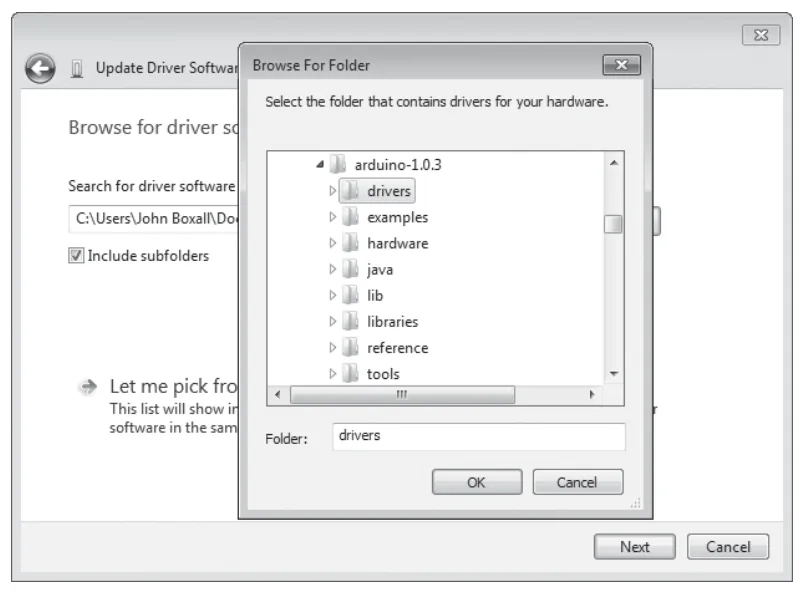 Update Driver Softwar
Browse for driver so
Search for driver software
C:\Users\John Boxall\Do
Include subfolders
Let me pick fro
This list will show in
software in the sam
Browse For Folder
Select the folder that contains drivers for your hardware.
arduino-1.0.3
drivers
examples
hardware
java
lib
libraries
reference
tools
Folder: drivers
OK Cancel
Next Cancel